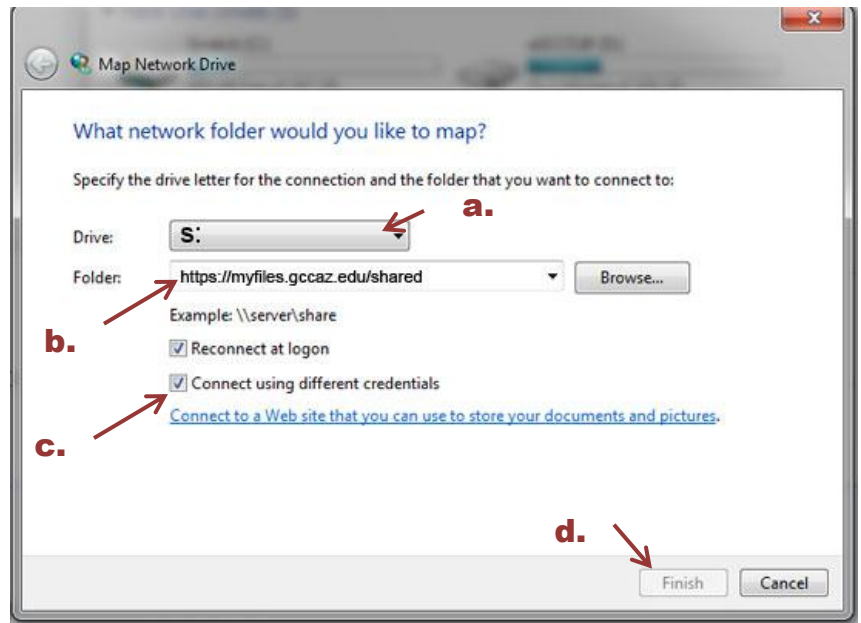 Map Network Drive
What network folder would you like to map?
Specify the drive letter for the connection and the folder that you want to connect to:
a.
Drive: S:
Folder: https://myfiles.gccaz.edu/shared Browse...
Example: \\server\share
b.
Reconnect at logon
Connect using different credentials
Connect to a Web site that you can use to store your documents and pictures.
c.
d.
Finish Cancel